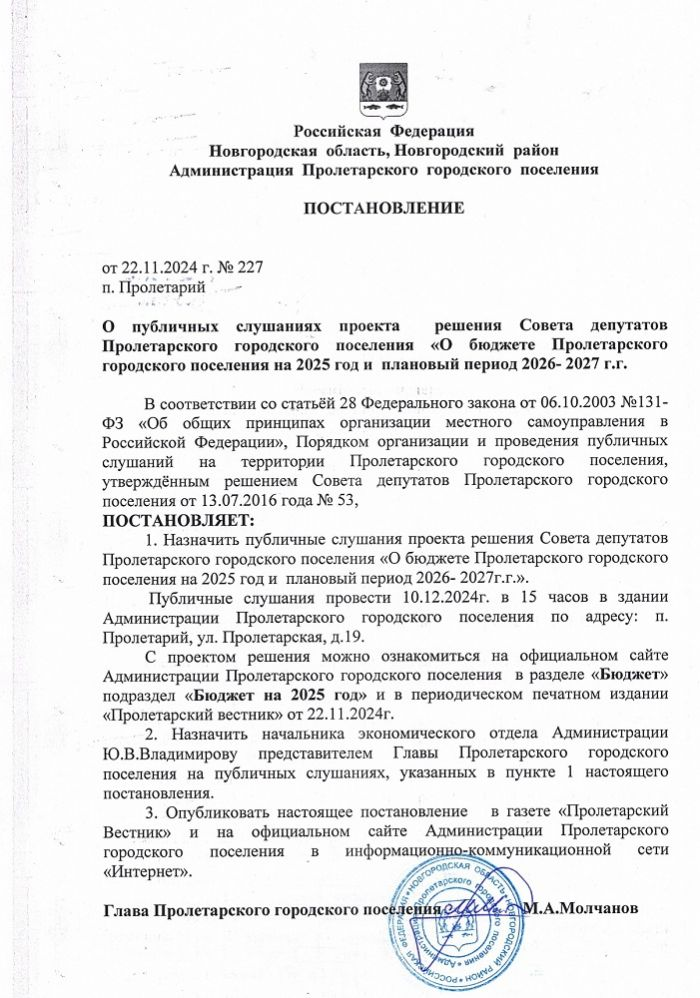 Российская Федерация
Новгородская область, Новгородский район
Администрация Пролетарского городского поселения
ПОСТАНОВЛЕНИЕ
от 22.11.2024 г. № 227
п. Пролетарий
О публичных слушаниях проекта решения Совета депутатов
Пролетарского городского поселения «О бюджете Пролетарского
городского поселения на 2025 год и плановый период 2026- 2027 г.г.
В соответствии со статьёй 28 Федерального закона от 06.10.2003 №131-
ФЗ «Об общих принципах организации местного самоуправления в
Российской Федерации», Порядком организации и проведения публичных
слушаний на территории Пролетарского городского поселения,
утверждённым решением Совета депутатов Пролетарского городского
поселения от 13.07.2016 года № 53,
ПОСТАНОВЛЯЕТ:
1. Назначить публичные слушания проекта решения Совета депутатов
Пролетарского городского поселения «О бюджете Пролетарского городского
поселения на 2025 год и плановый период 2026- 2027г.г.».
Публичные слушания провести 10.12.2024г. в 15 часов в здании
Администрации Пролетарского городского поселения по адресу: п.
Пролетарий, ул. Пролетарская, д.19.
С проектом решения можно ознакомиться на официальном сайте
Администрации Пролетарского городского поселения в разделе «Бюджет»
подраздел «Бюджет на 2025 год» и в периодическом печатном издании
«Пролетарский вестник» от 22.11.2024г.
2. Назначить начальника экономического отдела Администрации
Ю.В.Владимирову представителем Главы Пролетарского городского
поселения на публичных слушаниях, указанных в пункте 1 настоящего
постановления.
3. Опубликовать настоящее постановление в газете «Пролетарский
Вестник» и на официальном сайте Администрации Пролетарского
городского поселения в информационно-коммуникационной сети
«Интернет».
Глава Пролетарского городского поселения М.А.Молчанов
РОССИЙСКАЯ ФЕДЕРАЦИЯ • НОВГОРОДСКАЯ ОБЛАСТЬ • НОВГОРОДСКИЙ РАЙОН •
Администрация Пролетарского городского поселения